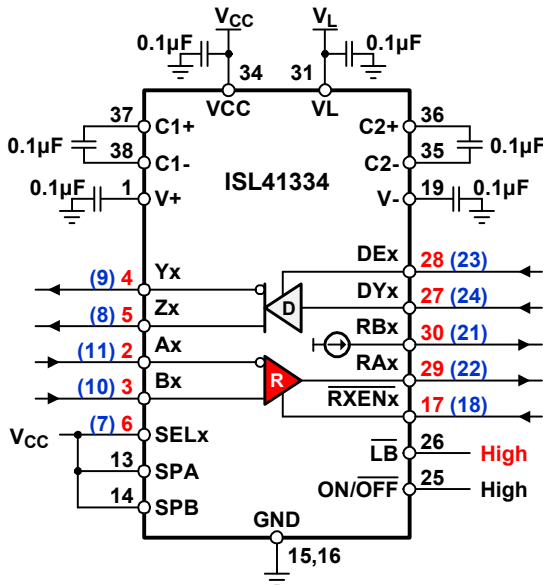 VCC VL
0.1µF 0.1µF
34 31
VCC VL
37 C1+ C2+ 36
0.1µF 0.1µF
38 C1- C2- 35
ISL41334
0.1µF 1 V+ V- 19 0.1µF
DEx 28 (23)
(9) 4 Yx
D DYx 27 (24)
(8) 5 Zx
RBx 30 (21)
(11) 2 Ax
R RAx 29 (22)
(10) 3 Bx
RXENx 17 (18)
VCC (7) 6 SELx
LB 26 High
13 SPA
ON/OFF 25 High
14 SPB
GND
15,16